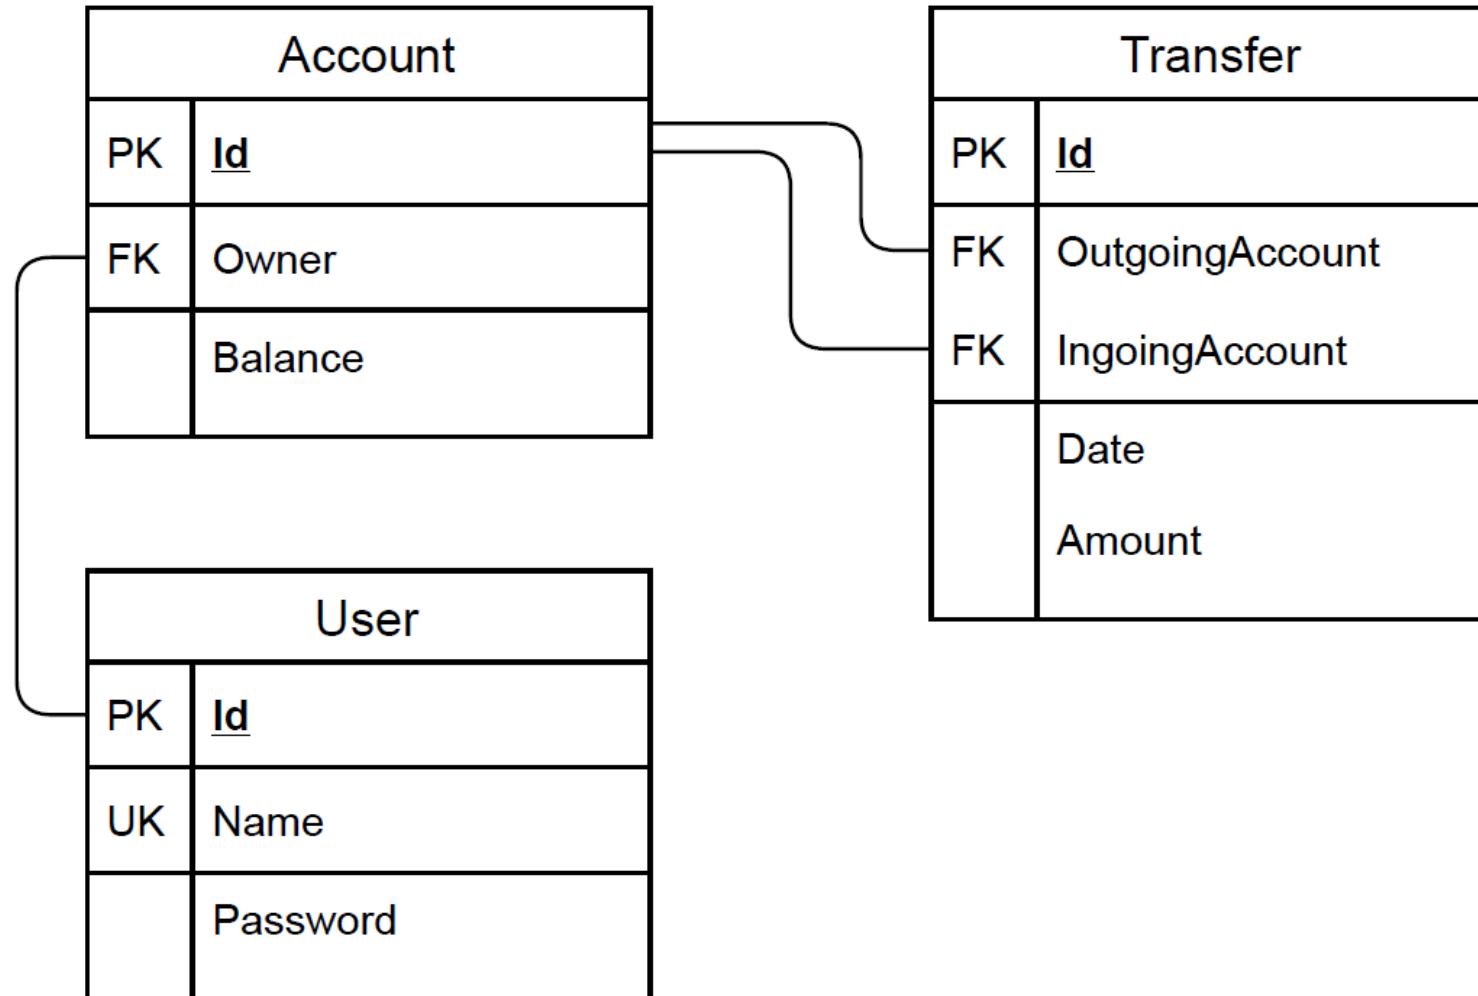 Account
PK Id
FK Owner
Balance
Transfer
PK Id
FK OutgoingAccount
FK IngoingAccount
Date
Amount
User
PK Id
UK Name
Password